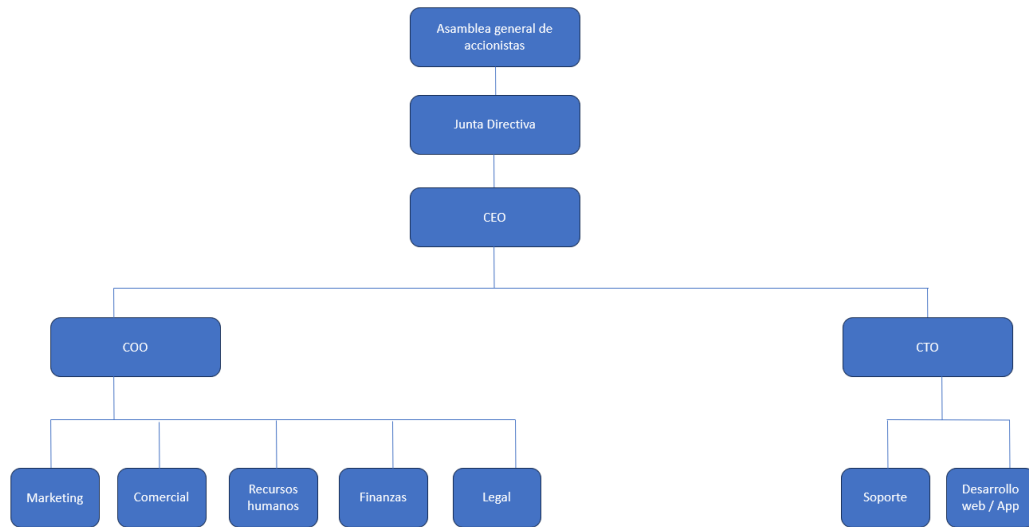 Asamblea general de
accionistas
Junta Directiva
CEO
COO
CTO
Marketing
Comercial
Recursos
humanos
Finanzas
Legal
Soporte
Desarrollo
web / App